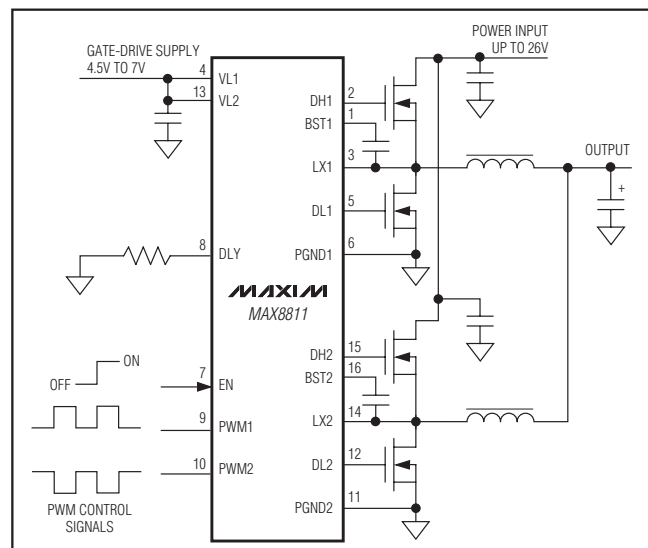 GATE-DRIVE SUPPLY
4.5V TO 7V
POWER INPUT
UP TO 26V
4
VL1
13
VL2
2
DH1
1
BST1
3
LX1
OUTPUT
+
5
DL1
6
PGND1
8
DLY
MAXIM
MAX8811
15
DH2
16
BST2
14
LX2
12
DL2
11
PGND2
ON
OFF
7
EN
9
PWM1
10
PWM2
PWM CONTROL
SIGNALS